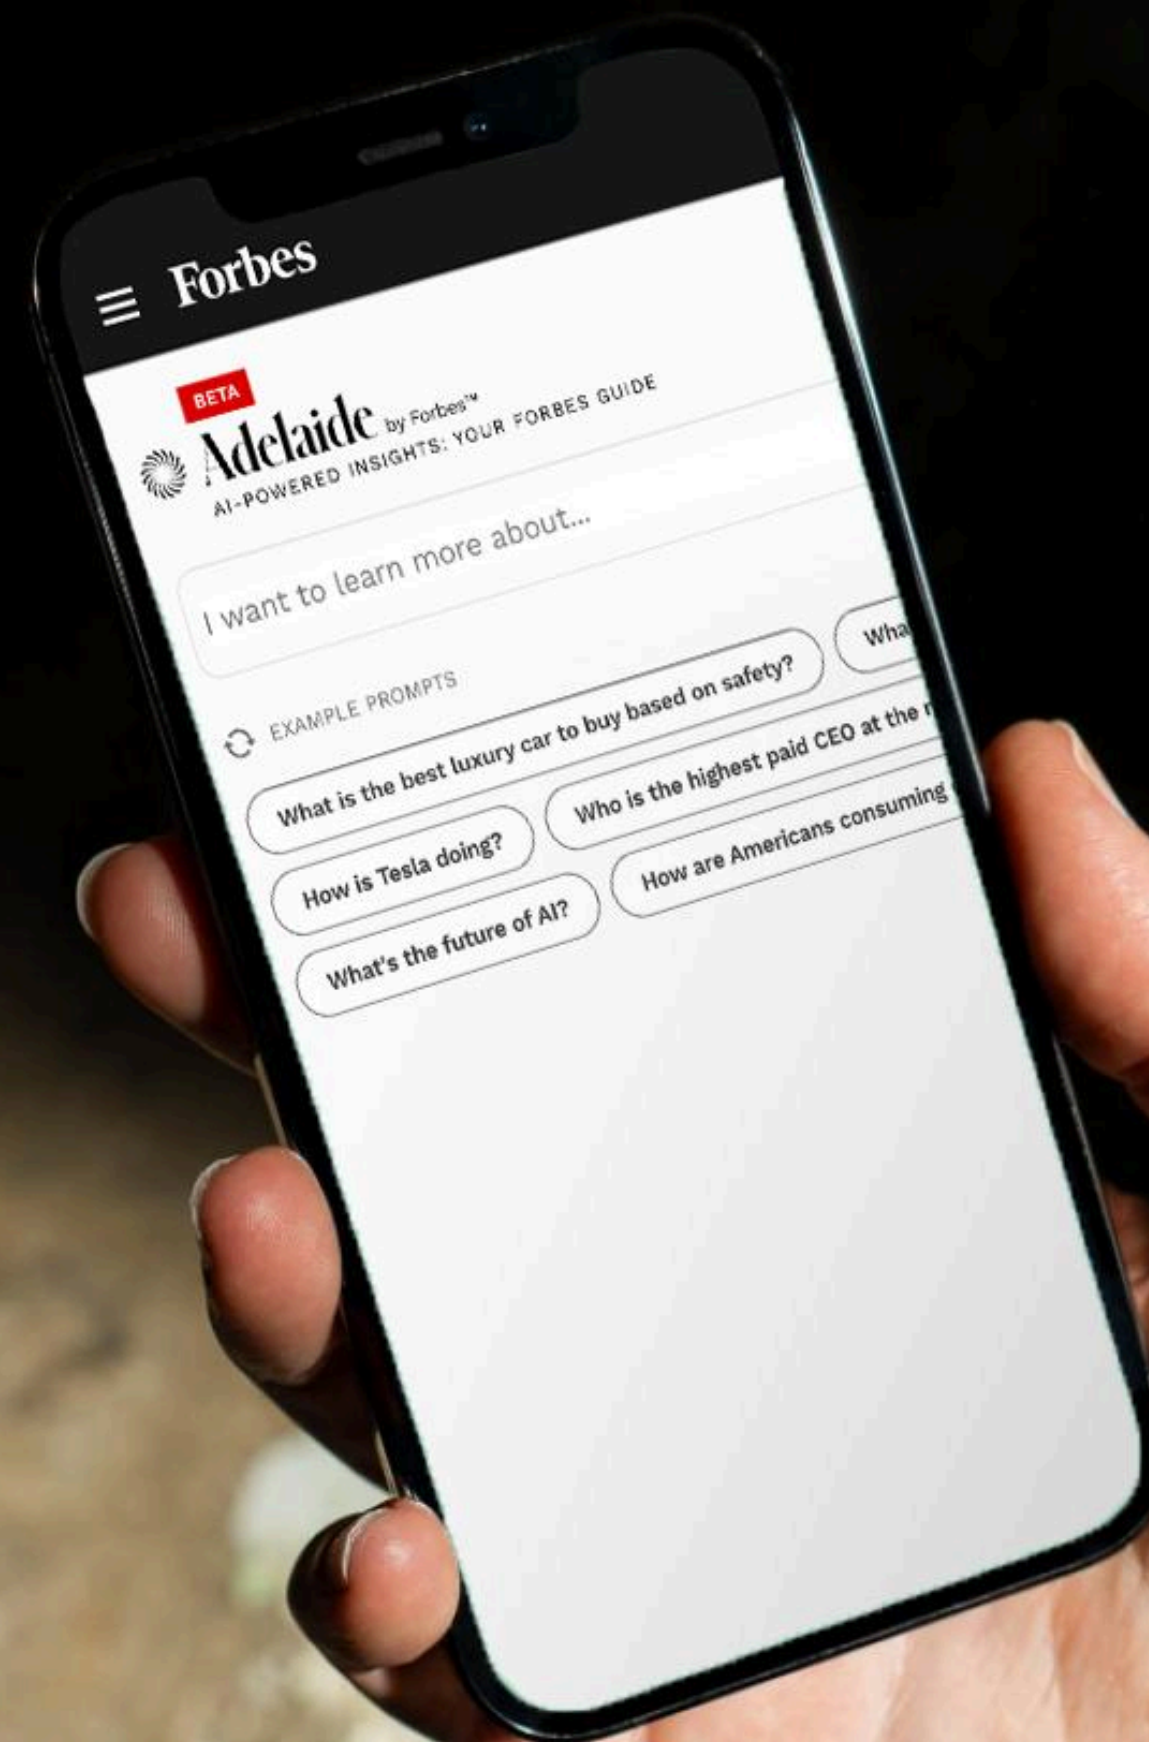 Forbes
BETA
Adelaide by Forbes™
AI-POWERED INSIGHTS: YOUR FORBES GUIDE
I want to learn more about...
EXAMPLE PROMPTS
What is the best luxury car to buy based on safety?
How is Tesla doing? Who is the highest paid CEO at the
What's the future of AI? How are Americans consuming